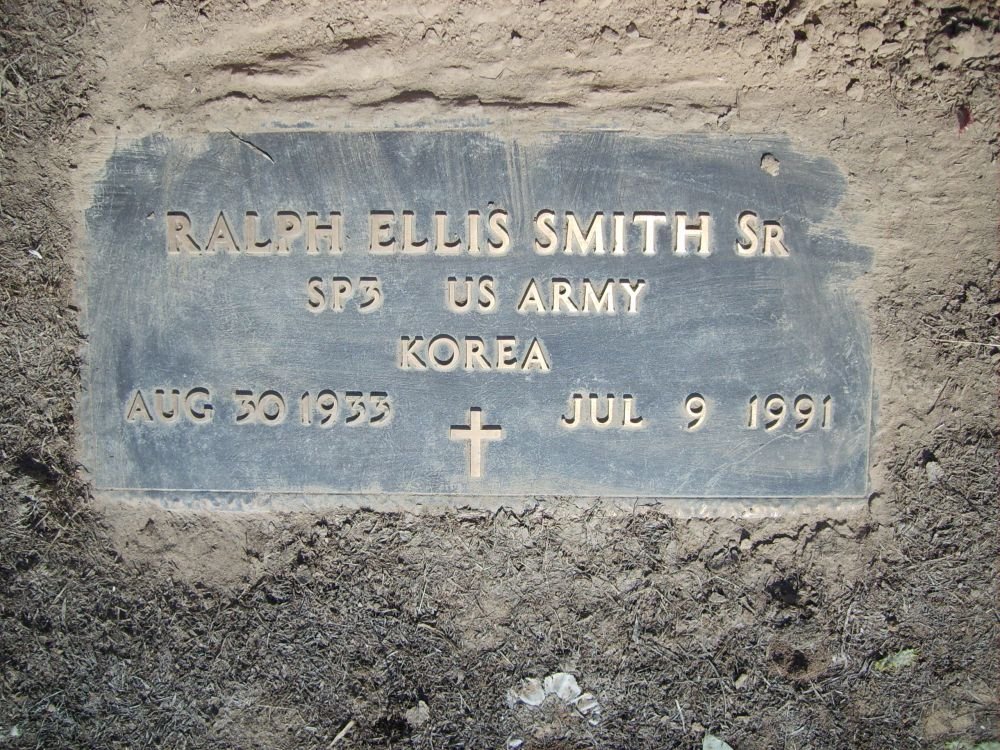 RALPH ELLIS SMITH SR
SP3 US ARMY
KOREA
AUG 30 1933 JUL 9 1991